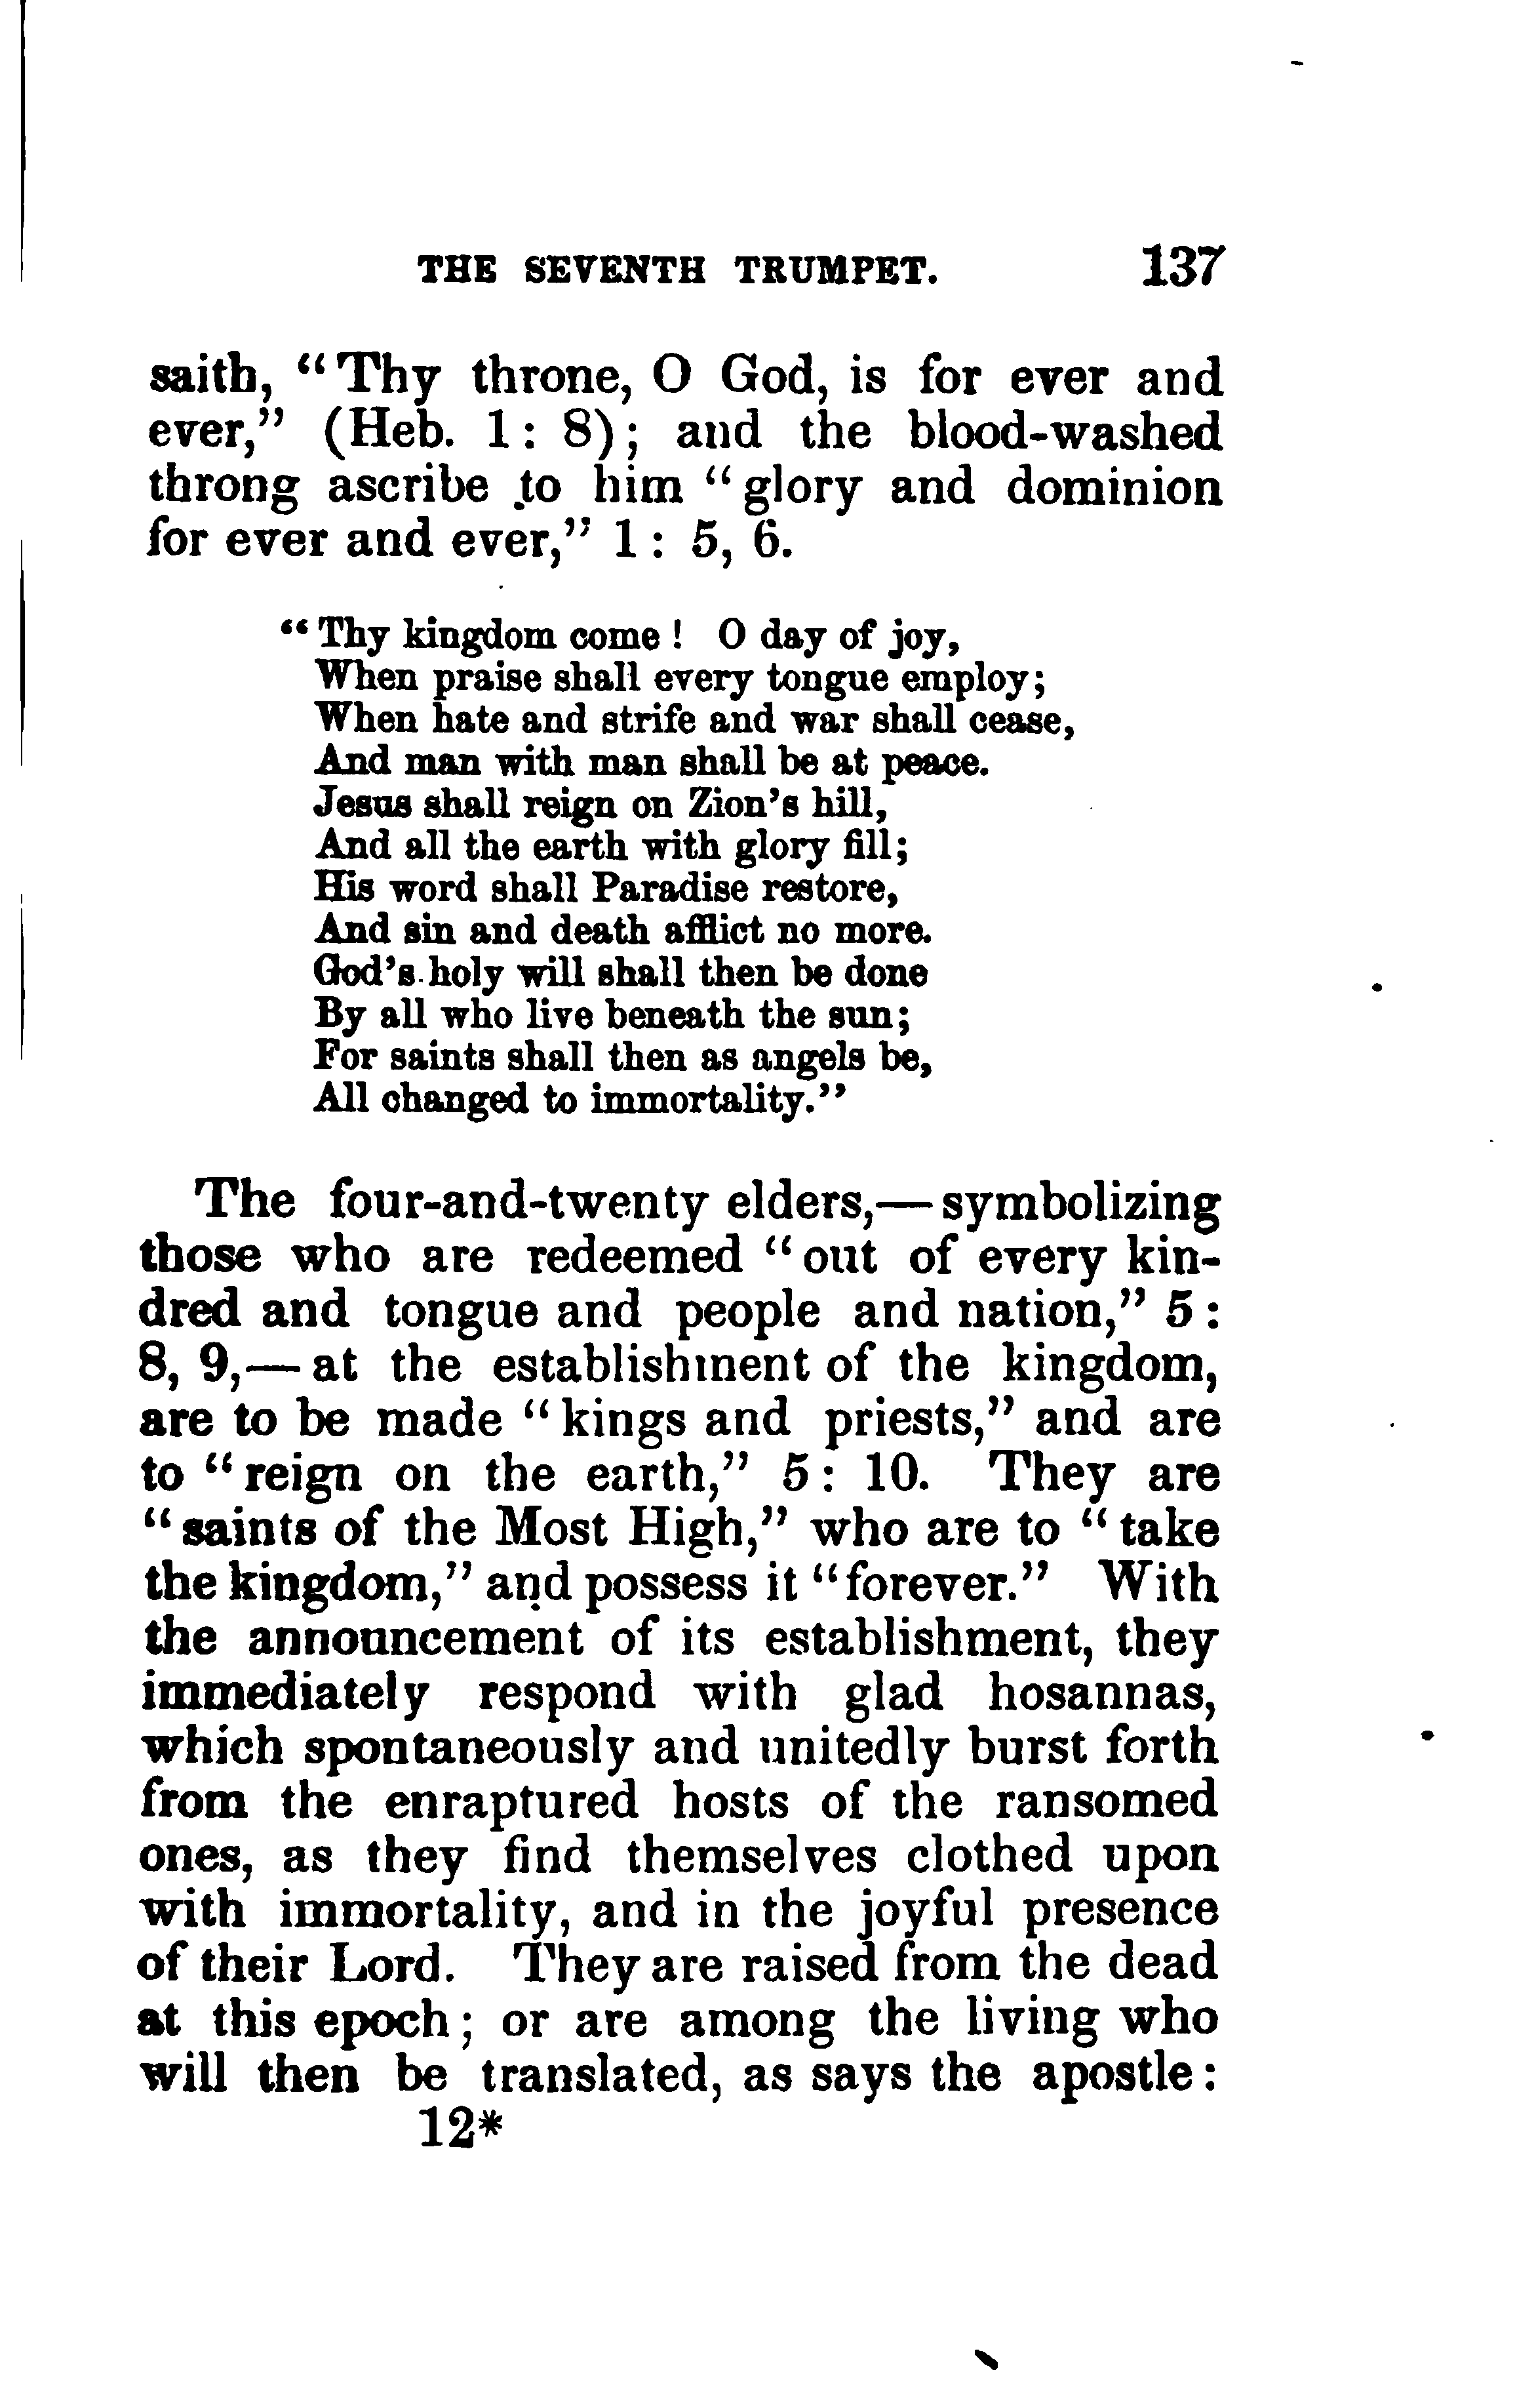 THE SEVENTH TRUMPET. 137
saith, "Thy throne, O God, is for ever and
ever," (Heb. 1: 8); and the blood-washed
throng ascribe to him "glory and dominion
for ever and ever," 1: 5, 6.
"Thy kingdom come! O day of joy,
When praise shall every tongue employ;
When hate and strife and war shall cease,
And man with man shall be at peace.
Jesus shall reign on Zion's hill,
And all the earth with glory fill;
His word shall Paradise restore,
And sin and death afflict no more.
God's holy will shall then be done
By all who live beneath the sun;
For saints shall then as angels be,
All changed to immortality."
The four-and-twenty elders,—symbolizing
those who are redeemed "out of every kin-
dred and tongue and people and nation," 5:
8, 9,—at the establishment of the kingdom,
are to be made "kings and priests," and are
to "reign on the earth," 5: 10. They are
"saints of the Most High," who are to "take
the kingdom," and possess it "forever." With
the announcement of its establishment, they
immediately respond with glad hosannas,
which spontaneously and unitedly burst forth
from the enraptured hosts of the ransomed
ones, as they find themselves clothed upon
with immortality, and in the joyful presence
of their Lord. They are raised from the dead
at this epoch; or are among the living who
will then be translated, as says the apostle:
12*